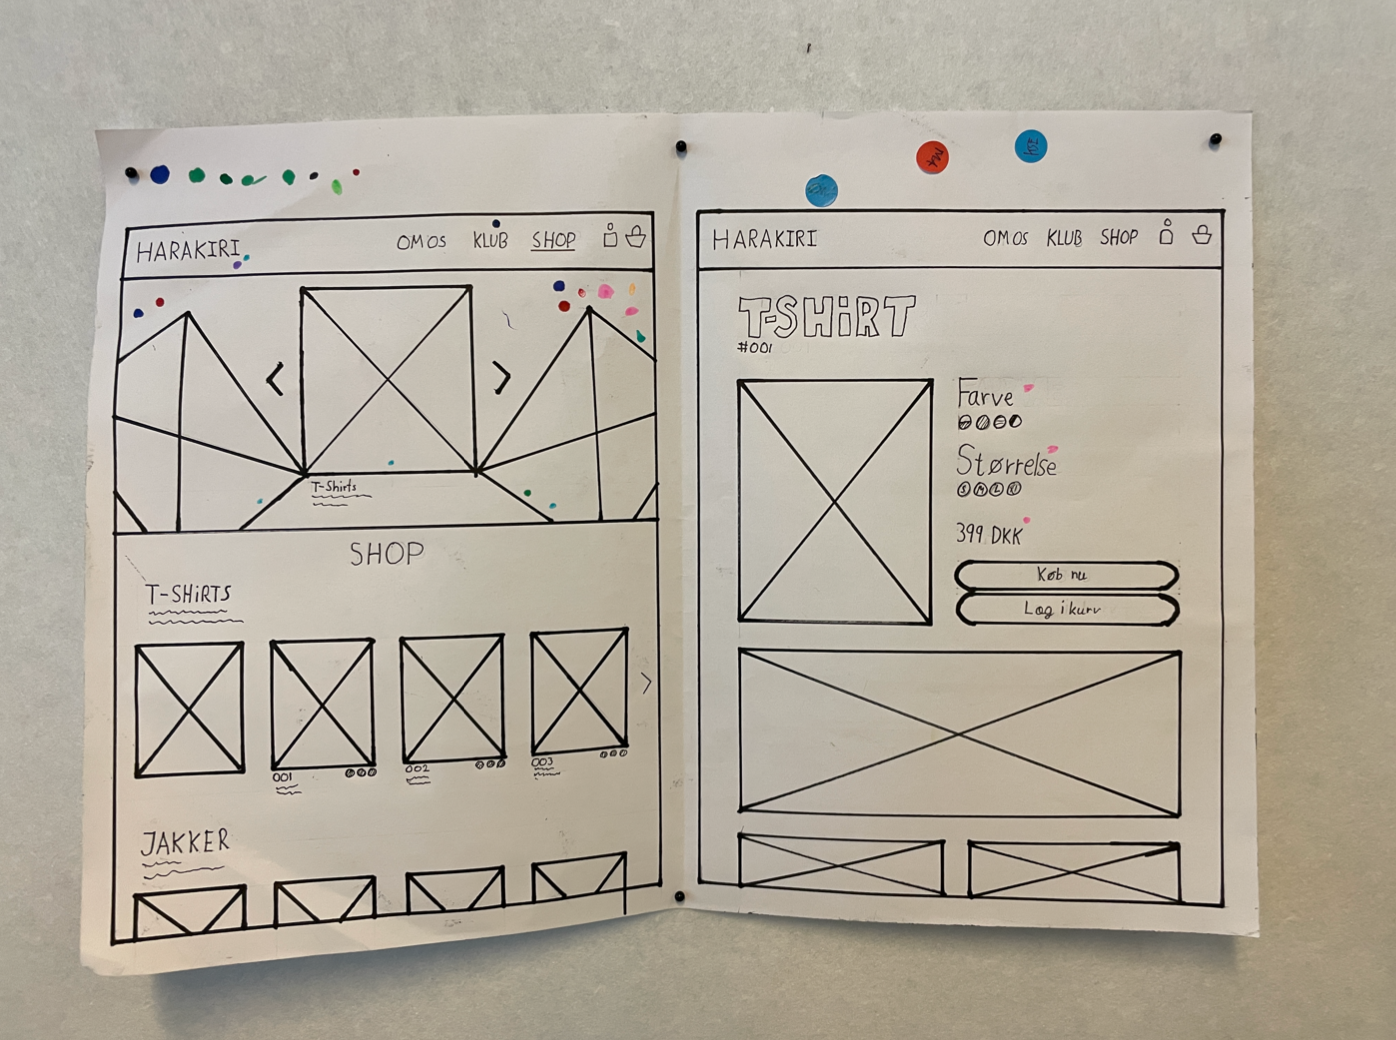 HARAKIRI
OM OS KLUB SHOP
T-Shirts
SHOP
T-SHiRTS
001
002
003
JAKKER
HARAKIRI
OM OS KLUB SHOP
T-SHiRT
#001
Farve
Størrelse
S M L
399 DKK
Køb nu
Læg i kurv